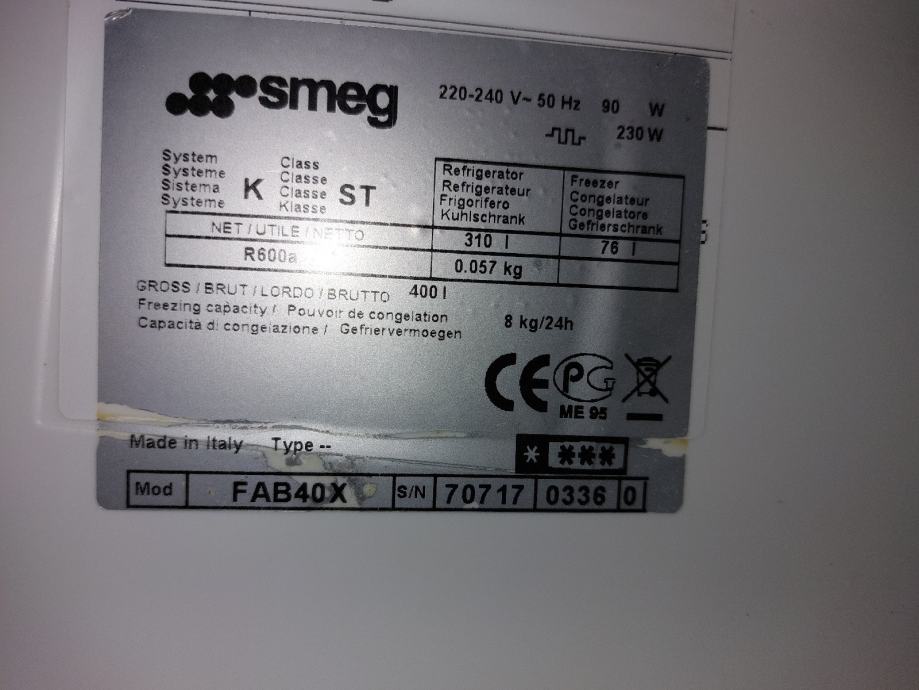 smeg
220-240 V~ 50 Hz 90 W
230 W
System
Systeme
Sistema
Systeme
K
Class
Classe
Classe
Klasse
ST
Refrigerator
Refrigerateur
Frigorifero
Kuhlschrank
Freezer
Congelateur
Congelatore
Gefrierschrank
NET / UTILE / NETTO 310 l 76 l
R600a 0.057 kg
GROSS / BRUT / LORDO / BRUTTO 400 l
Freezing capacity / Pouvoir de congelation
Capacità di congelazione / Gefriervermoegen
8 kg/24h
CE PG
ME 95
Made in Italy Type --
* ***
Mod FAB40X S/N 70717 0336 0